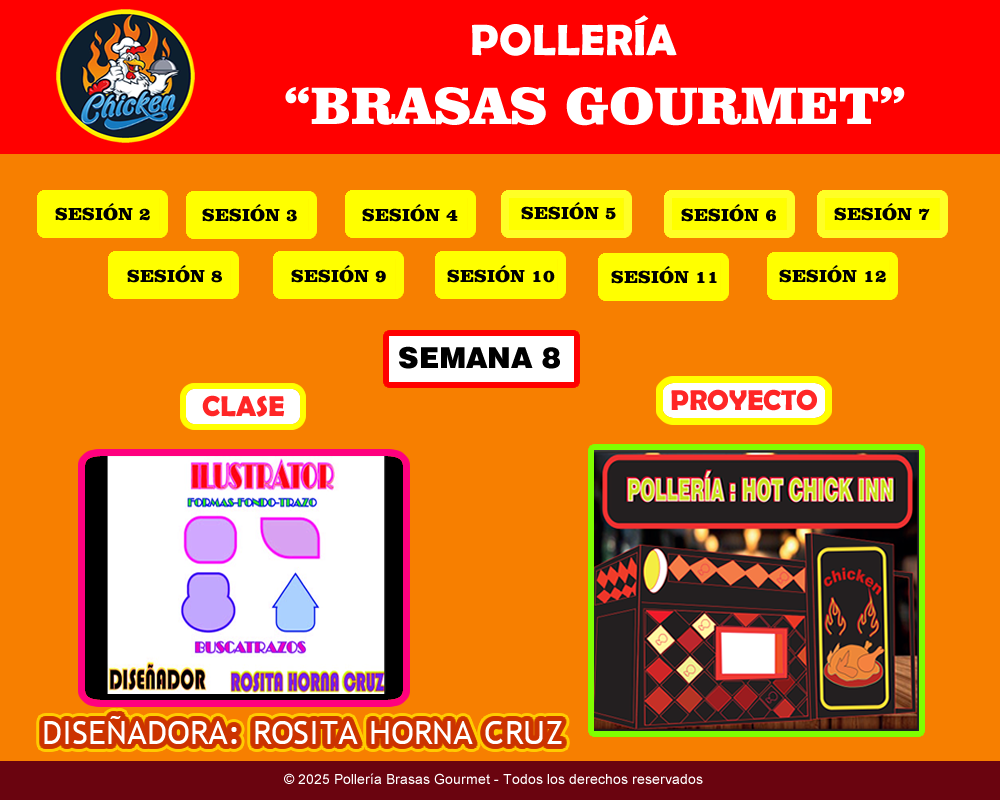 Chicken
POLLERÍA
“BRASAS GOURMET”
SESIÓN 2 SESIÓN 3 SESIÓN 4 SESIÓN 5 SESIÓN 6 SESIÓN 7
SESIÓN 8 SESIÓN 9 SESIÓN 10 SESIÓN 11 SESIÓN 12
SEMANA 8
CLASE
PROYECTO
ILUSTRATOR
FORMAS-FONDO-TRAZO
BUSCATRAZOS
DISEÑADOR ROSITA HORNA CRUZ
POLLERÍA : HOT CHICK INN
chicken
DISEÑADORA: ROSITA HORNA CRUZ
© 2025 Pollería Brasas Gourmet - Todos los derechos reservados